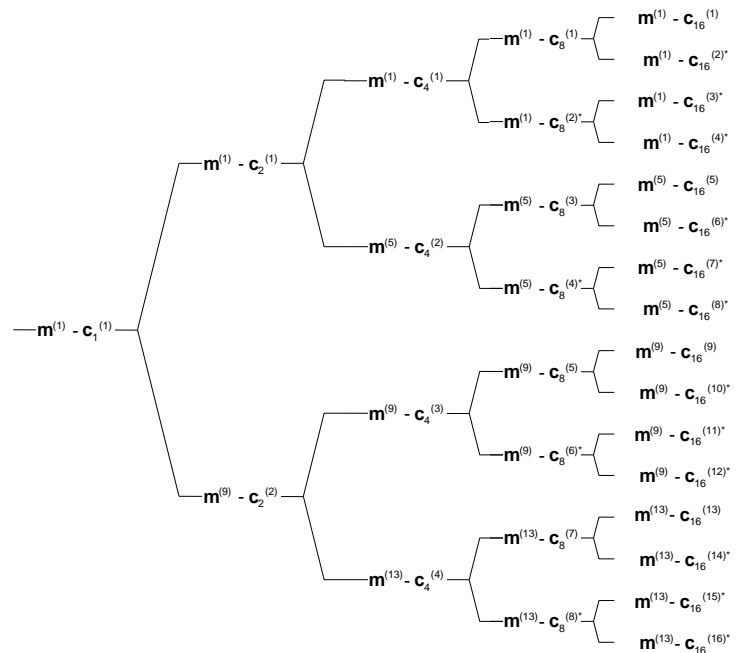 m(1) - c16(1)
m(1) - c8(1)
m(1) - c16(2)*
m(1) - c4(1)
m(1) - c16(3)*
m(1) - c8(2)*
m(1) - c16(4)*
m(1) - c2(1)
m(5) - c16(5)
m(5) - c8(3)
m(5) - c16(6)*
m(5) - c4(2)
m(5) - c16(7)*
m(5) - c8(4)*
m(5) - c16(8)*
m(1) - c1(1)
m(9) - c16(9)
m(9) - c8(5)
m(9) - c16(10)*
m(9) - c4(3)
m(9) - c16(11)*
m(9) - c8(6)*
m(9) - c16(12)*
m(9) - c2(2)
m(13) - c16(13)
m(13) - c8(7)
m(13) - c16(14)*
m(13) - c4(4)
m(13) - c16(15)*
m(13) - c8(8)*
m(13) - c16(16)*